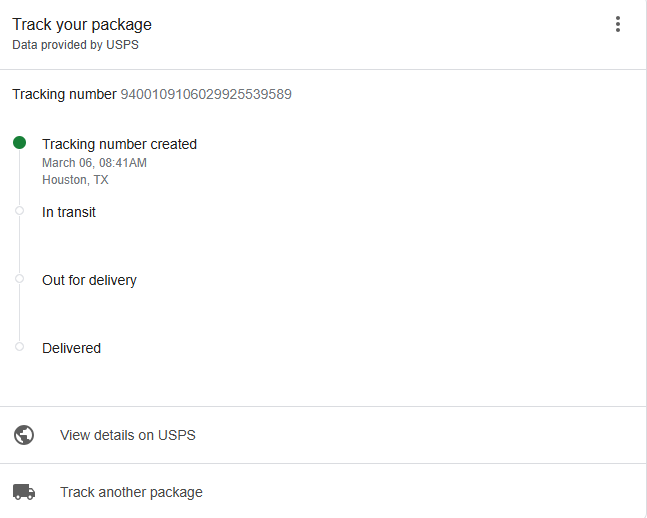 Track your package
Data provided by USPS
Tracking number 9400109106029925539589
Tracking number created
March 06, 08:41AM
Houston, TX
In transit
Out for delivery
Delivered
View details on USPS
Track another package